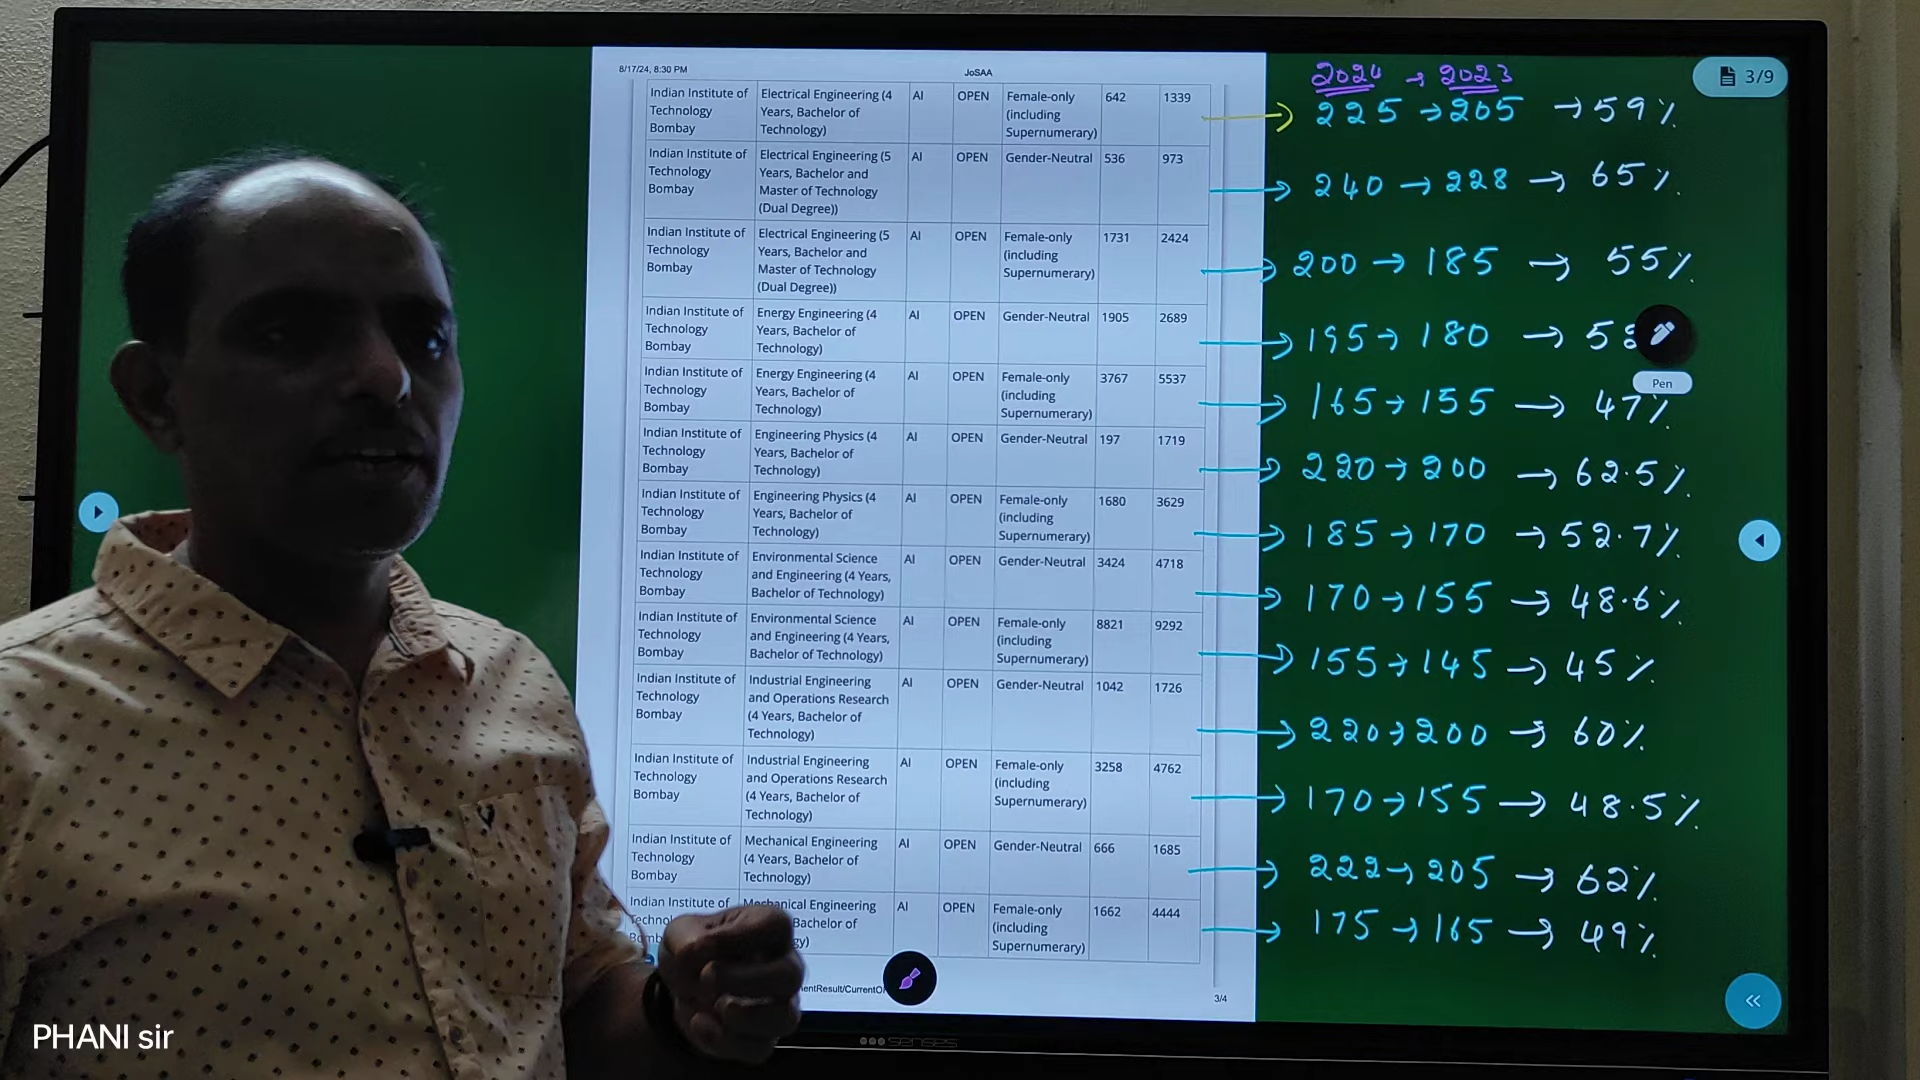 8/17/24, 8:30 PM
JoSAA
2024 → 2023
3/9
Indian Institute of Technology Bombay Electrical Engineering (4 Years, Bachelor of Technology) AI OPEN Female-only (including Supernumerary) 642 1339 → 225 → 205 → 59%
Indian Institute of Technology Bombay Electrical Engineering (5 Years, Bachelor and Master of Technology (Dual Degree)) AI OPEN Gender-Neutral 536 973 → 240 → 228 → 65%
Indian Institute of Technology Bombay Electrical Engineering (5 Years, Bachelor and Master of Technology (Dual Degree)) AI OPEN Female-only (including Supernumerary) 1731 2424 → 200 → 185 → 55%
Indian Institute of Technology Bombay Energy Engineering (4 Years, Bachelor of Technology) AI OPEN Gender-Neutral 1905 2689 → 195 → 180 →
Pen
Indian Institute of Technology Bombay Energy Engineering (4 Years, Bachelor of Technology) AI OPEN Female-only (including Supernumerary) 3767 5537 → 165 → 155 → 47%
Indian Institute of Technology Bombay Engineering Physics (4 Years, Bachelor of Technology) AI OPEN Gender-Neutral 197 1719 → 220 → 200 → 62.5%
Indian Institute of Technology Bombay Engineering Physics (4 Years, Bachelor of Technology) AI OPEN Female-only (including Supernumerary) 1680 3629 → 185 → 170 → 52.7%
Indian Institute of Technology Bombay Environmental Science and Engineering (4 Years, Bachelor of Technology) AI OPEN Gender-Neutral 3424 4718 → 170 → 155 → 48.6%
Indian Institute of Technology Bombay Environmental Science and Engineering (4 Years, Bachelor of Technology) AI OPEN Female-only (including Supernumerary) 8821 9292 → 155 → 145 → 45%
Indian Institute of Technology Bombay Industrial Engineering and Operations Research (4 Years, Bachelor of Technology) AI OPEN Gender-Neutral 1042 1726 → 220 → 200 → 60%
Indian Institute of Technology Bombay Industrial Engineering and Operations Research (4 Years, Bachelor of Technology) AI OPEN Female-only (including Supernumerary) 3258 4762 → 170 → 155 → 48.5%
Indian Institute of Technology Bombay Mechanical Engineering (4 Years, Bachelor of Technology) AI OPEN Gender-Neutral 666 1685 → 222 → 205 → 62%
Indian Institute of Mechanical Engineering Bachelor of AI OPEN Female-only (including Supernumerary) 1662 4444 → 175 → 165 → 49%
3/4
senses
PHANI sir